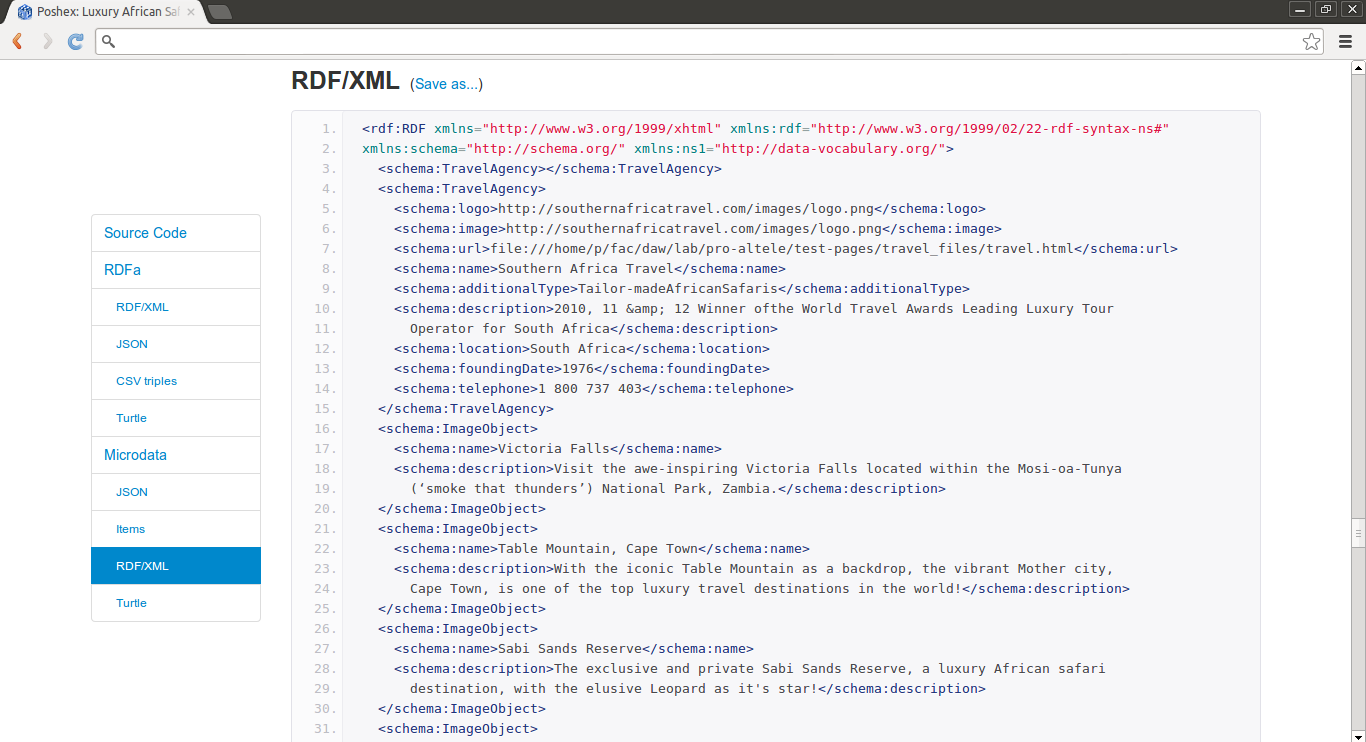 Poshex: Luxury African Saf
RDF/XML (Save as...)
Source Code
RDFa
RDF/XML
JSON
CSV triples
Turtle
Microdata
JSON
Items
RDF/XML
Turtle
1. <rdf:RDF xmlns="http://www.w3.org/1999/xhtml" xmlns:rdf="http://www.w3.org/1999/02/22-rdf-syntax-ns#"
2. xmlns:schema="http://schema.org/" xmlns:ns1="http://data-vocabulary.org/">
3. <schema:TravelAgency></schema:TravelAgency>
4. <schema:TravelAgency>
5. <schema:logo>http://southernafricatravel.com/images/logo.png</schema:logo>
6. <schema:image>http://southernafricatravel.com/images/logo.png</schema:image>
7. <schema:url>file:///home/p/fac/daw/lab/pro-altele/test-pages/travel_files/travel.html</schema:url>
8. <schema:name>Southern Africa Travel</schema:name>
9. <schema:additionalType>Tailor-madeAfricanSafaris</schema:additionalType>
10. <schema:description>2010, 11 &amp; 12 Winner ofthe World Travel Awards Leading Luxury Tour
11. Operator for South Africa</schema:description>
12. <schema:location>South Africa</schema:location>
13. <schema:foundingDate>1976</schema:foundingDate>
14. <schema:telephone>1 800 737 403</schema:telephone>
15. </schema:TravelAgency>
16. <schema:ImageObject>
17. <schema:name>Victoria Falls</schema:name>
18. <schema:description>Visit the awe-inspiring Victoria Falls located within the Mosi-oa-Tunya
19. (‘smoke that thunders’) National Park, Zambia.</schema:description>
20. </schema:ImageObject>
21. <schema:ImageObject>
22. <schema:name>Table Mountain, Cape Town</schema:name>
23. <schema:description>With the iconic Table Mountain as a backdrop, the vibrant Mother city,
24. Cape Town, is one of the top luxury travel destinations in the world!</schema:description>
25. </schema:ImageObject>
26. <schema:ImageObject>
27. <schema:name>Sabi Sands Reserve</schema:name>
28. <schema:description>The exclusive and private Sabi Sands Reserve, a luxury African safari
29. destination, with the elusive Leopard as it's star!</schema:description>
30. </schema:ImageObject>
31. <schema:ImageObject>